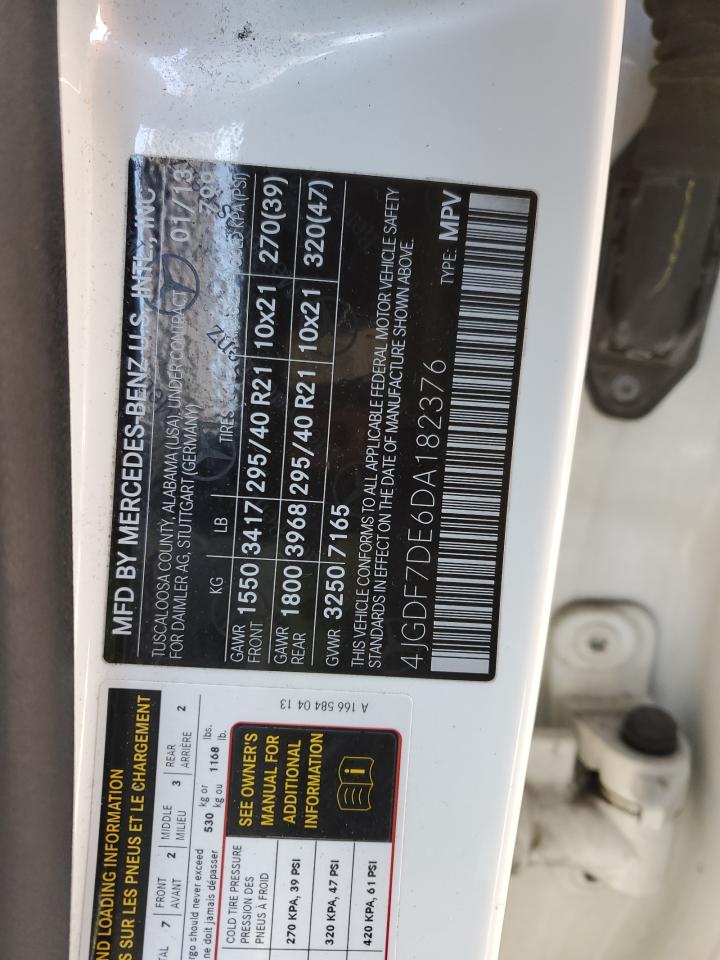 MFD BY MERCEDES-BENZ U.S. INTL., INC
TUSCALOOSA COUNTY, ALABAMA (USA), UNDER CONTRACT 01/13
FOR DAIMLER AG, STUTTGART (GERMANY) 799
KG LB TIRES KPA (PSI)
GAWR FRONT 1550 3417 295/40 R21 10x21 270(39)
GAWR REAR 1800 3968 295/40 R21 10x21 320(47)
GVWR 3250 7165
THIS VEHICLE CONFORMS TO ALL APPLICABLE FEDERAL MOTOR VEHICLE SAFETY
STANDARDS IN EFFECT ON THE DATE OF MANUFACTURE SHOWN ABOVE.
4JGDF7DE6DA182376 TYPE: MPV
ND LOADING INFORMATION
S SUR LES PNEUS ET LE CHARGEMENT
TAL 7 FRONT AVANT 2 MIDDLE MILIEU 3 REAR ARRIÈRE 2
rgo should never exceed 530 kg or 1168 lbs.
ne doit jamais dépasser kg ou lb.
COLD TIRE PRESSURE
PRESSION DES
PNEUS À FROID
270 KPA, 39 PSI
320 KPA, 47 PSI
420 KPA, 61 PSI
SEE OWNER'S
MANUAL FOR
ADDITIONAL
INFORMATION
i
A 166 584 04 13